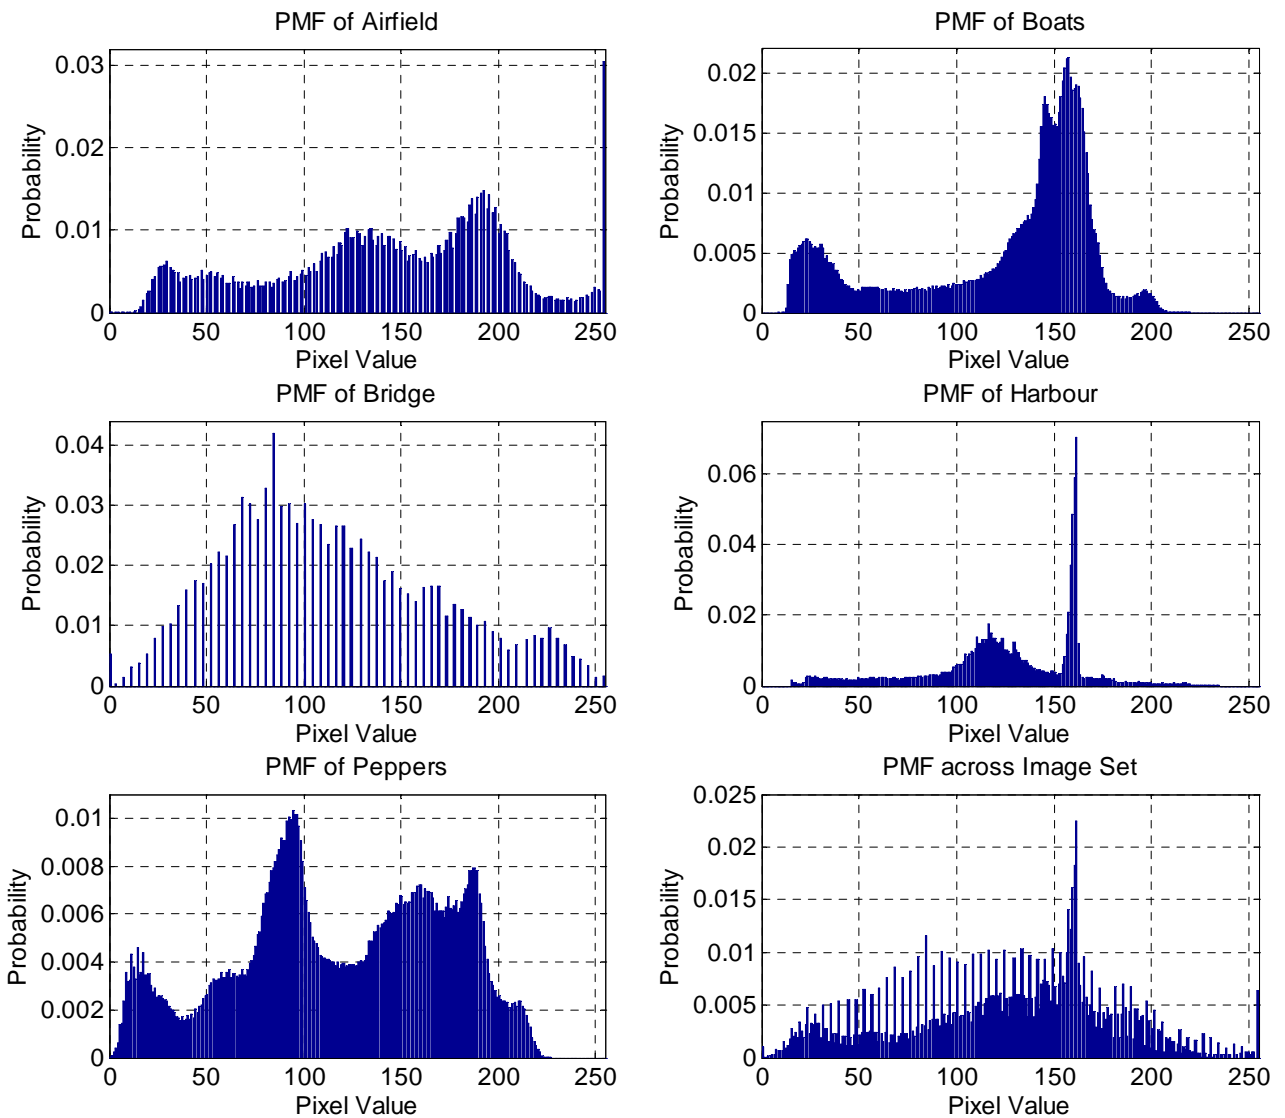 PMF of Airfield
0.03
0.02
0.01
0
Probability
0 50 100 150 200 250
Pixel Value
PMF of Boats
0.02
0.015
0.01
0.005
0
Probability
0 50 100 150 200 250
Pixel Value
PMF of Bridge
0.04
0.03
0.02
0.01
0
Probability
0 50 100 150 200 250
Pixel Value
PMF of Harbour
0.06
0.04
0.02
0
Probability
0 50 100 150 200 250
Pixel Value
PMF of Peppers
0.01
0.008
0.006
0.004
0.002
0
Probability
0 50 100 150 200 250
Pixel Value
PMF across Image Set
0.025
0.02
0.015
0.01
0.005
0
Probability
0 50 100 150 200 250
Pixel Value